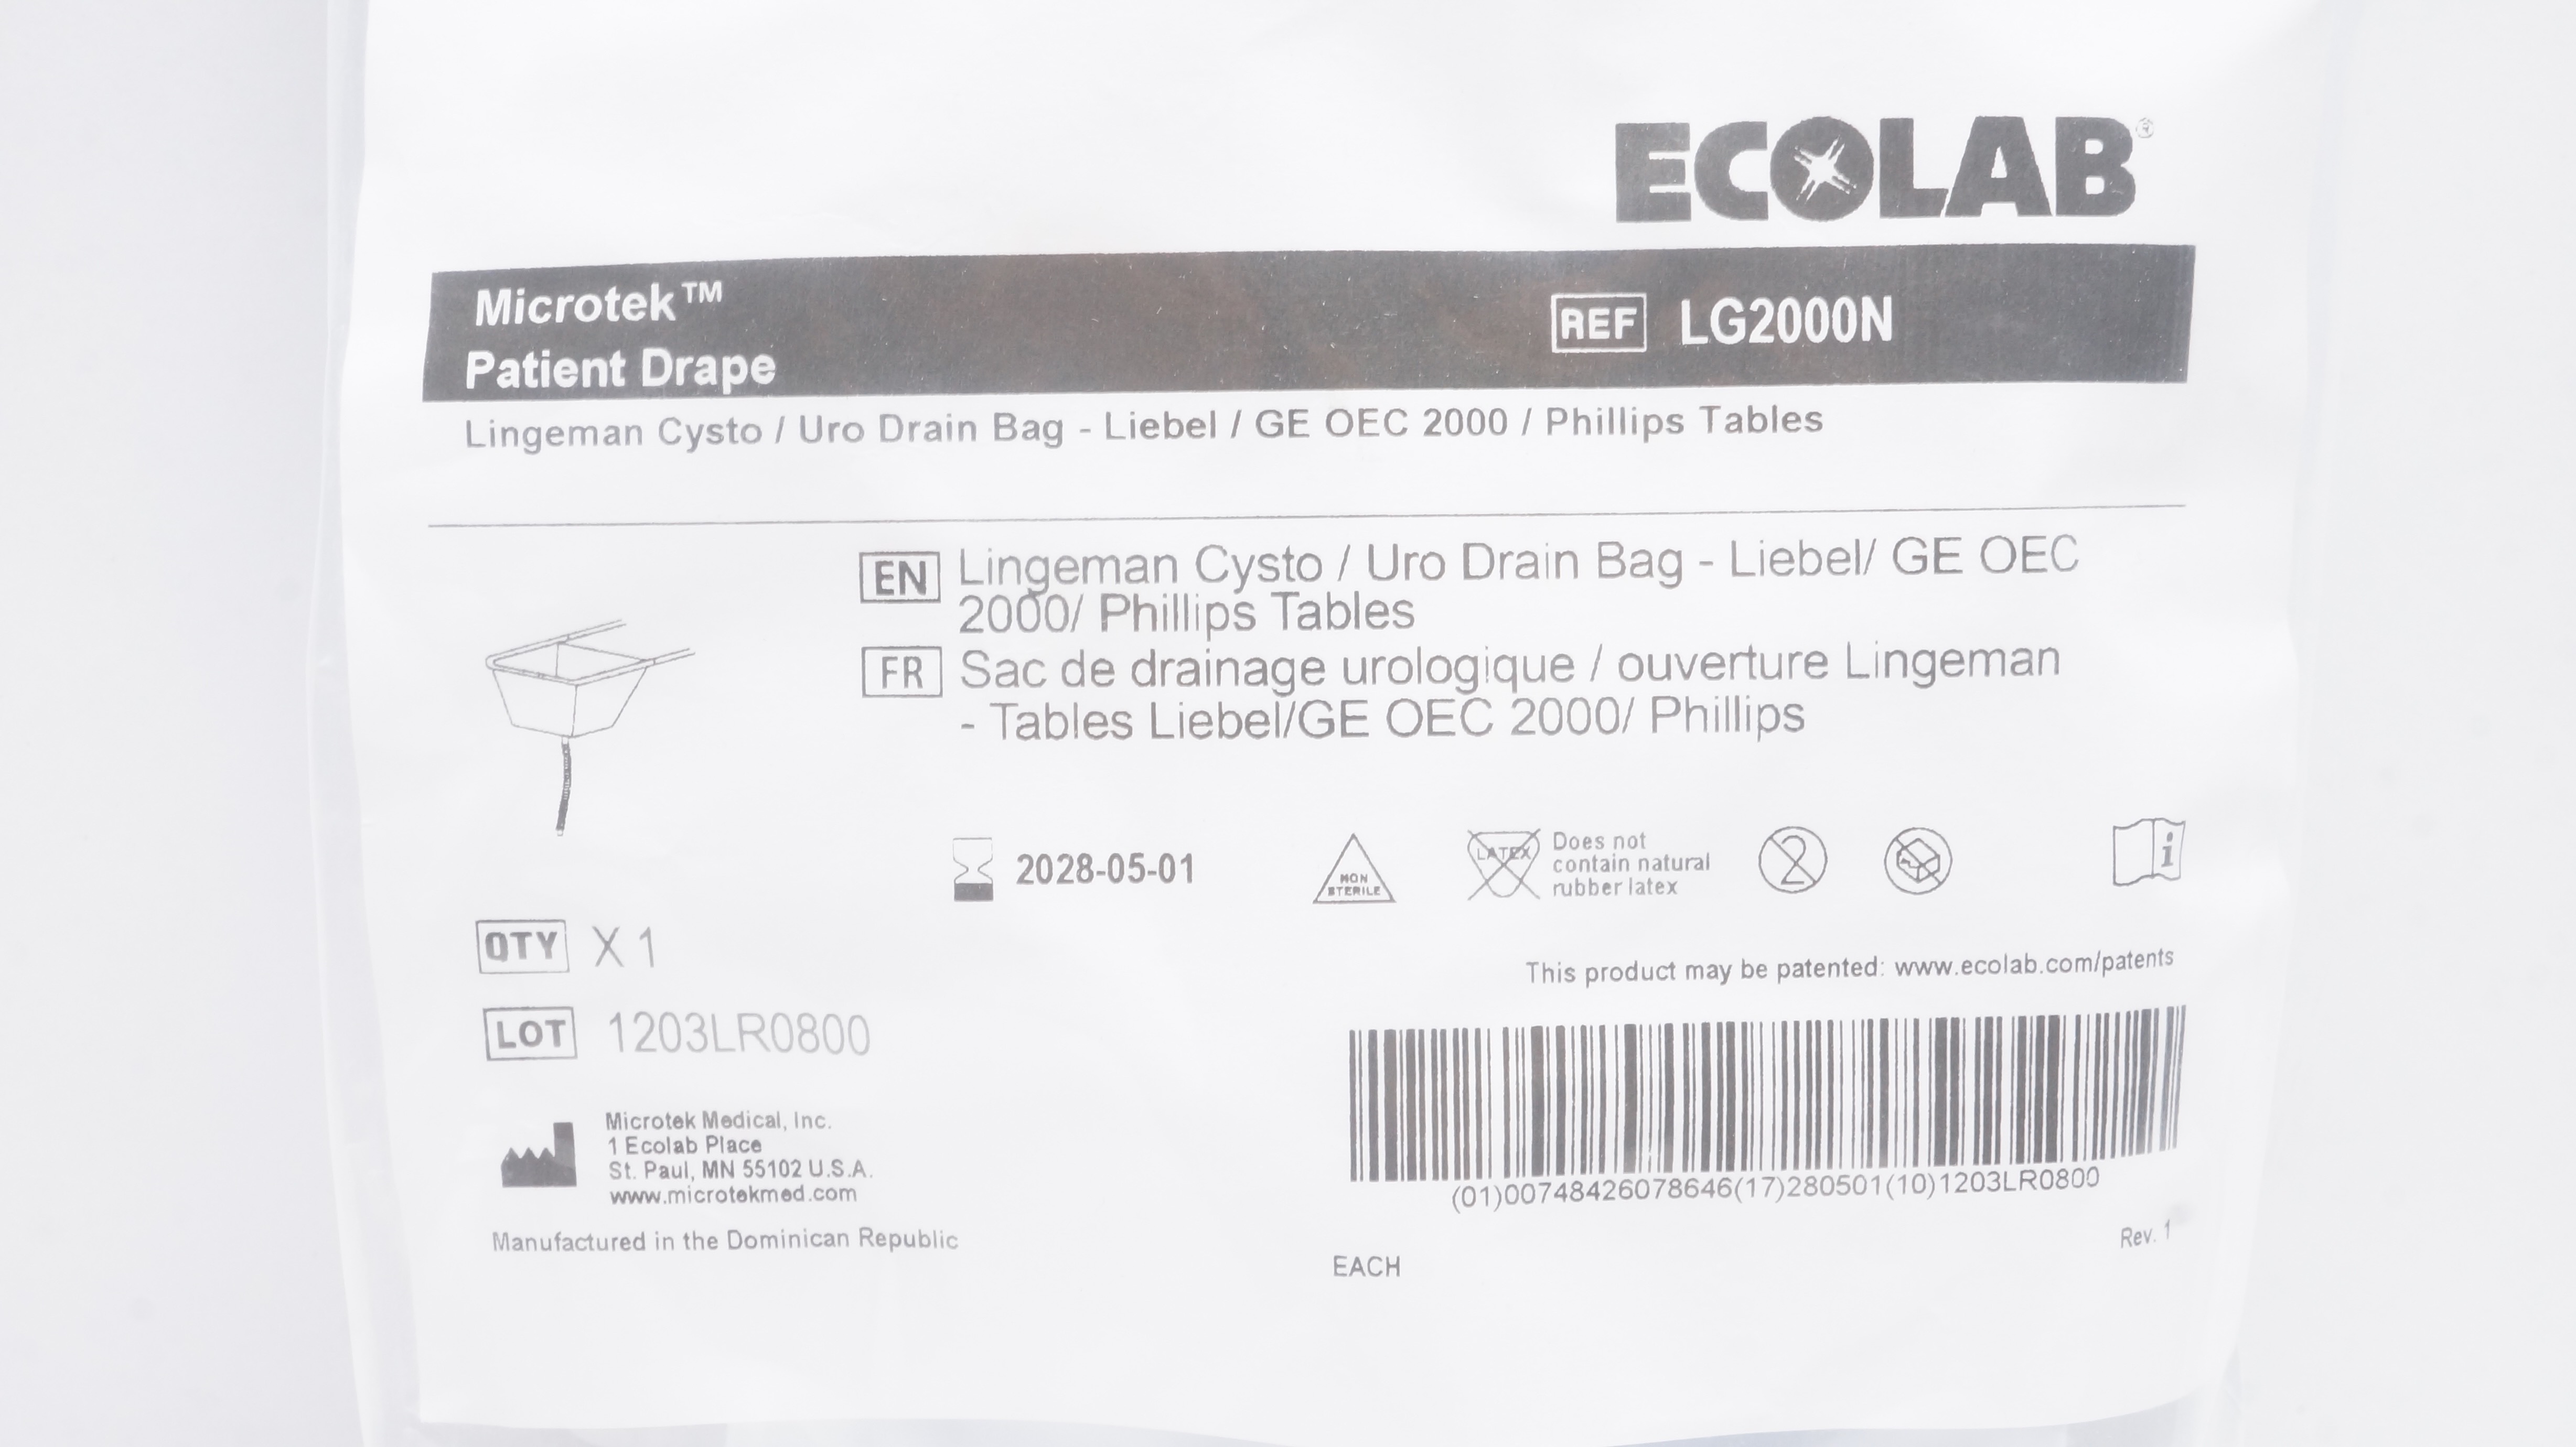 ECOLAB®
Microtek™
Patient Drape
REF LG2000N
Lingeman Cysto / Uro Drain Bag - Liebel / GE OEC 2000 / Phillips Tables
EN Lingeman Cysto / Uro Drain Bag - Liebel/ GE OEC
2000/ Phillips Tables
FR Sac de drainage urologique / ouverture Lingeman
- Tables Liebel/GE OEC 2000/ Phillips
2028-05-01
NON
STERILE
LATEX
Does not
contain natural
rubber latex
2
i
QTY X 1
This product may be patented: www.ecolab.com/patents
LOT 1203LR0800
Microtek Medical, Inc.
1 Ecolab Place
St. Paul, MN 55102 U.S.A.
www.microtekmed.com
(01)00748426078646(17)280501(10)1203LR0800
Manufactured in the Dominican Republic
Rev. 1
EACH